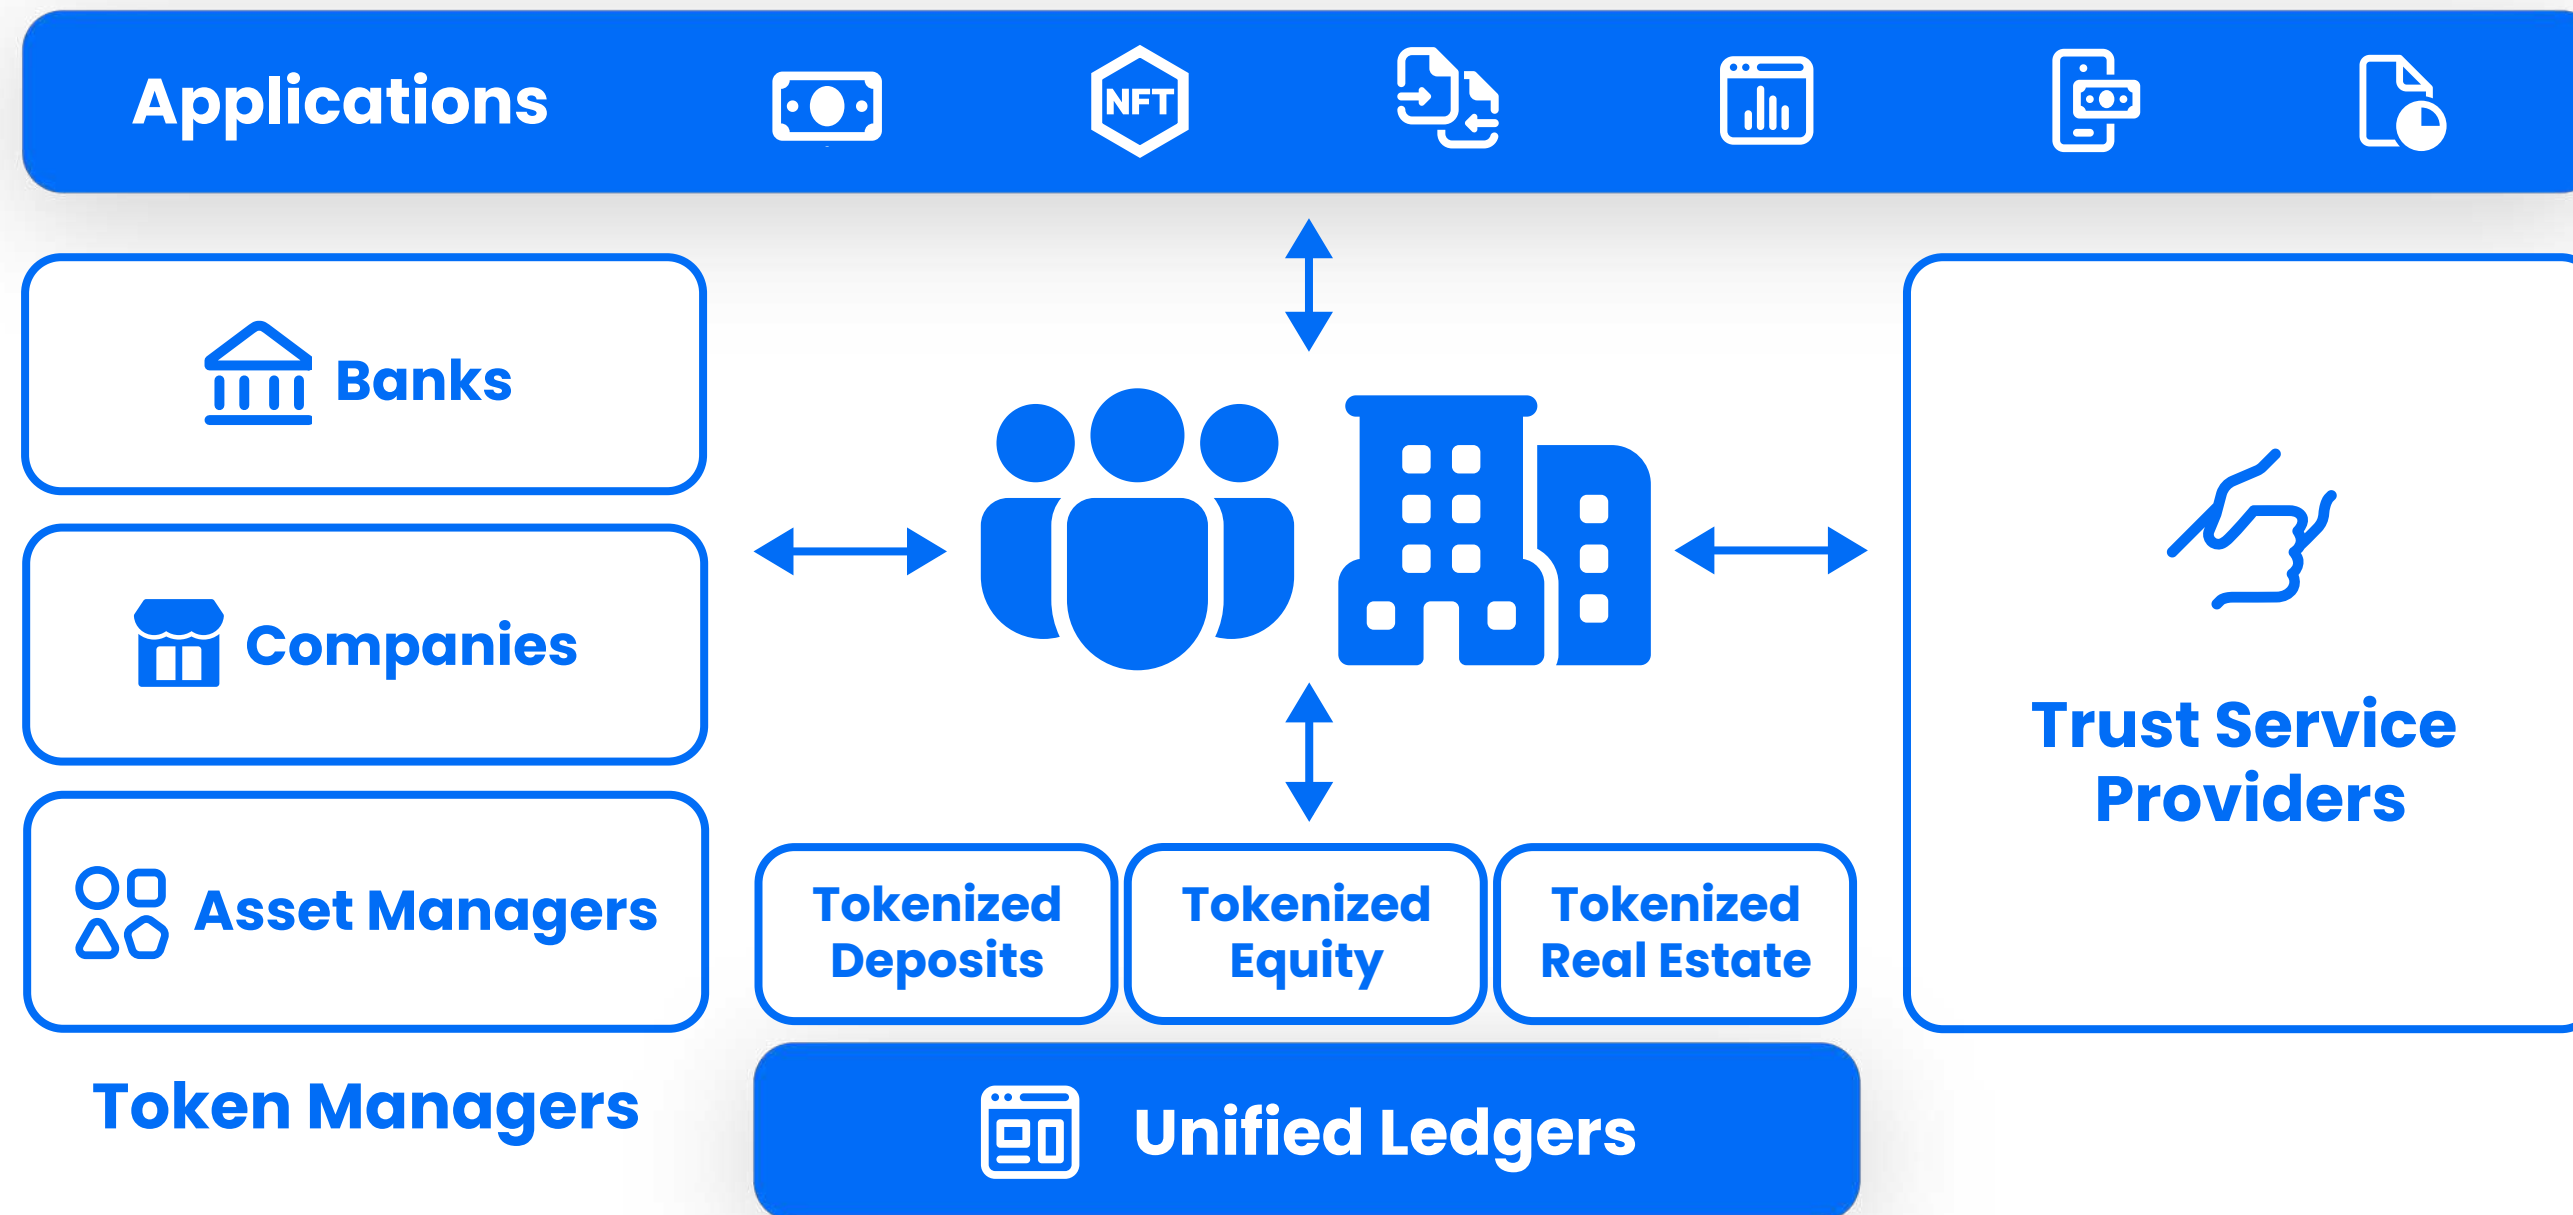 Applications
NFT
Banks
Companies
Asset Managers
Token Managers
Trust Service
Providers
Tokenized
Deposits
Tokenized
Equity
Tokenized
Real Estate
Unified Ledgers